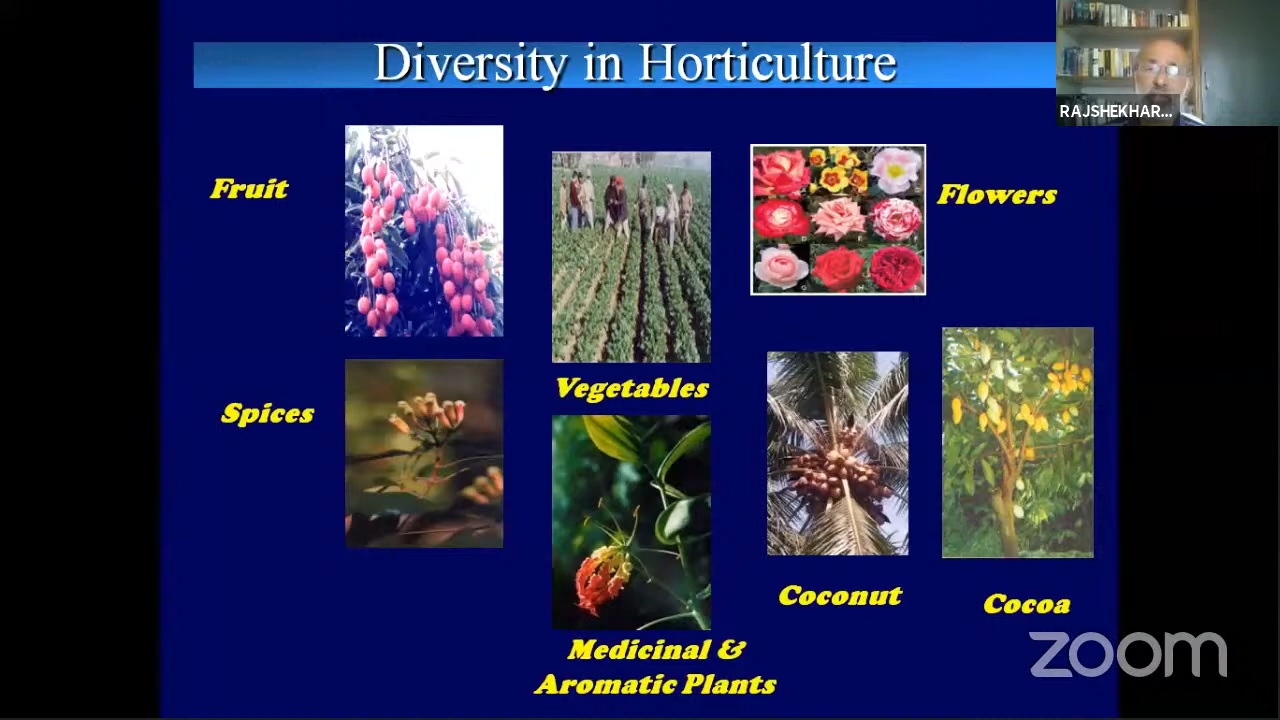 Diversity in Horticulture
RAJSHEKHAR...
Fruit
Flowers
Vegetables
Spices
Coconut
Cocoa
Medicinal &
Aromatic Plants
zoom